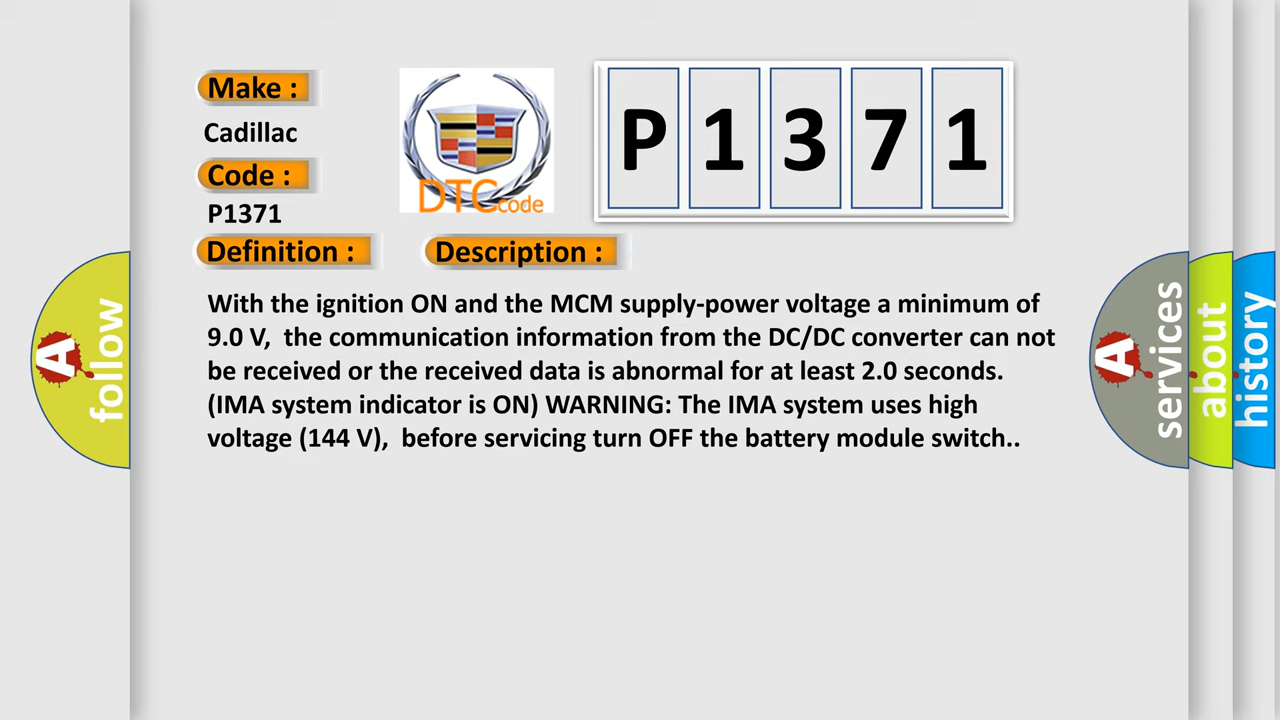 Make :
Cadillac
Code :
P1371
DTCcode
P 1 3 7 1
Definition :
Description :
With the ignition ON and the MCM supply-power voltage a minimum of
9.0 V,  the communication information from the DC/DC converter can not
be received or the received data is abnormal for at least 2.0 seconds.
(IMA system indicator is ON) WARNING: The IMA system uses high
voltage (144 V),  before servicing turn OFF the battery module switch..
A
follow
A
services
about
history